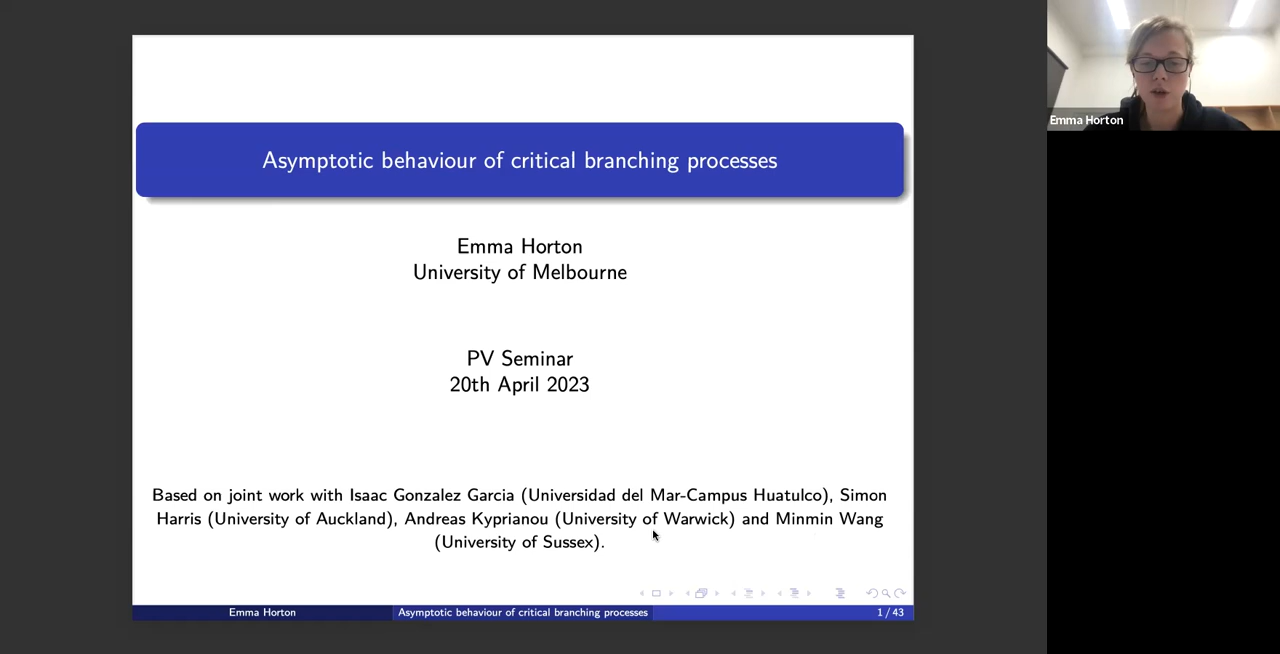 Asymptotic behaviour of critical branching processes
Emma Horton
University of Melbourne
PV Seminar
20th April 2023
Based on joint work with Isaac Gonzalez Garcia (Universidad del Mar-Campus Huatulco), Simon
Harris (University of Auckland), Andreas Kyprianou (University of Warwick) and Minmin Wang
(University of Sussex).
Emma Horton
Asymptotic behaviour of critical branching processes
1 / 43
Emma Horton